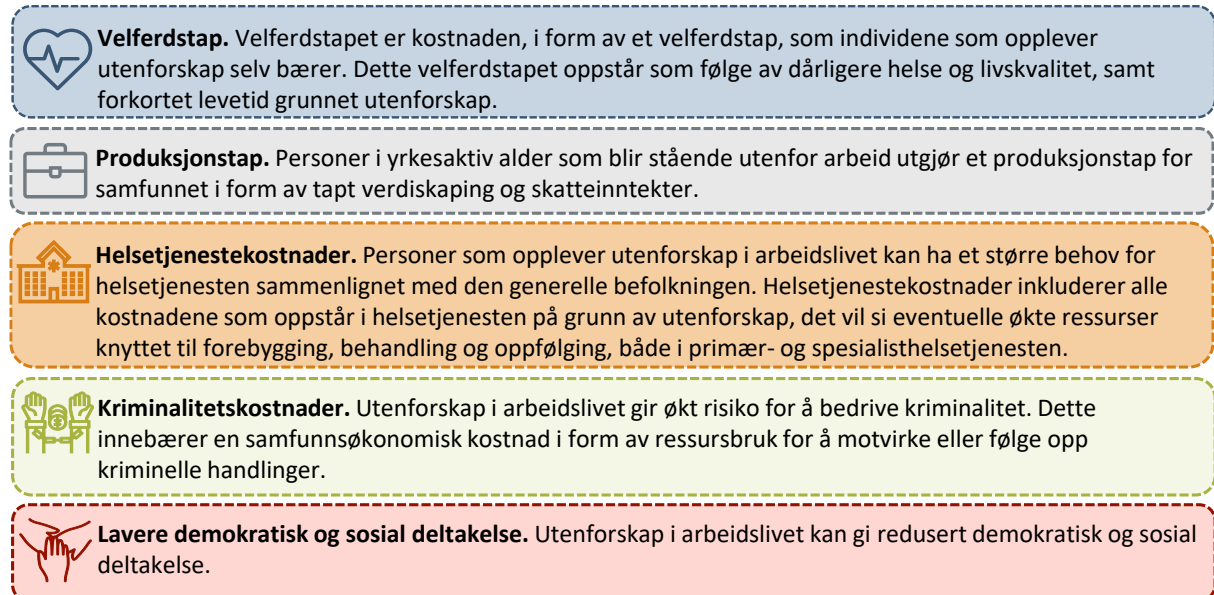 Velferdstap. Velferdstapet er kostnaden, i form av et velferdstap, som individene som opplever
utenforskap selv bærer. Dette velferdstapet oppstår som følge av dårligere helse og livskvalitet, samt
forkortet levetid grunnet utenforskap.
Produksjonstap. Personer i yrkesaktiv alder som blir stående utenfor arbeid utgjør et produksjonstap for
samfunnet i form av tapt verdiskaping og skatteinntekter.
Helsetjenestekostnader. Personer som opplever utenforskap i arbeidslivet kan ha et større behov for
helsetjenesten sammenlignet med den generelle befolkningen. Helsetjenestekostnader inkluderer alle
kostnadene som oppstår i helsetjenesten på grunn av utenforskap, det vil si eventuelle økte ressurser
knyttet til forebygging, behandling og oppfølging, både i primær- og spesialisthelsetjenesten.
Kriminalitetskostnader. Utenforskap i arbeidslivet gir økt risiko for å bedrive kriminalitet. Dette
innebærer en samfunnsøkonomisk kostnad i form av ressursbruk for å motvirke eller følge opp
kriminelle handlinger.
Lavere demokratisk og sosial deltakelse. Utenforskap i arbeidslivet kan gi redusert demokratisk og sosial
deltakelse.